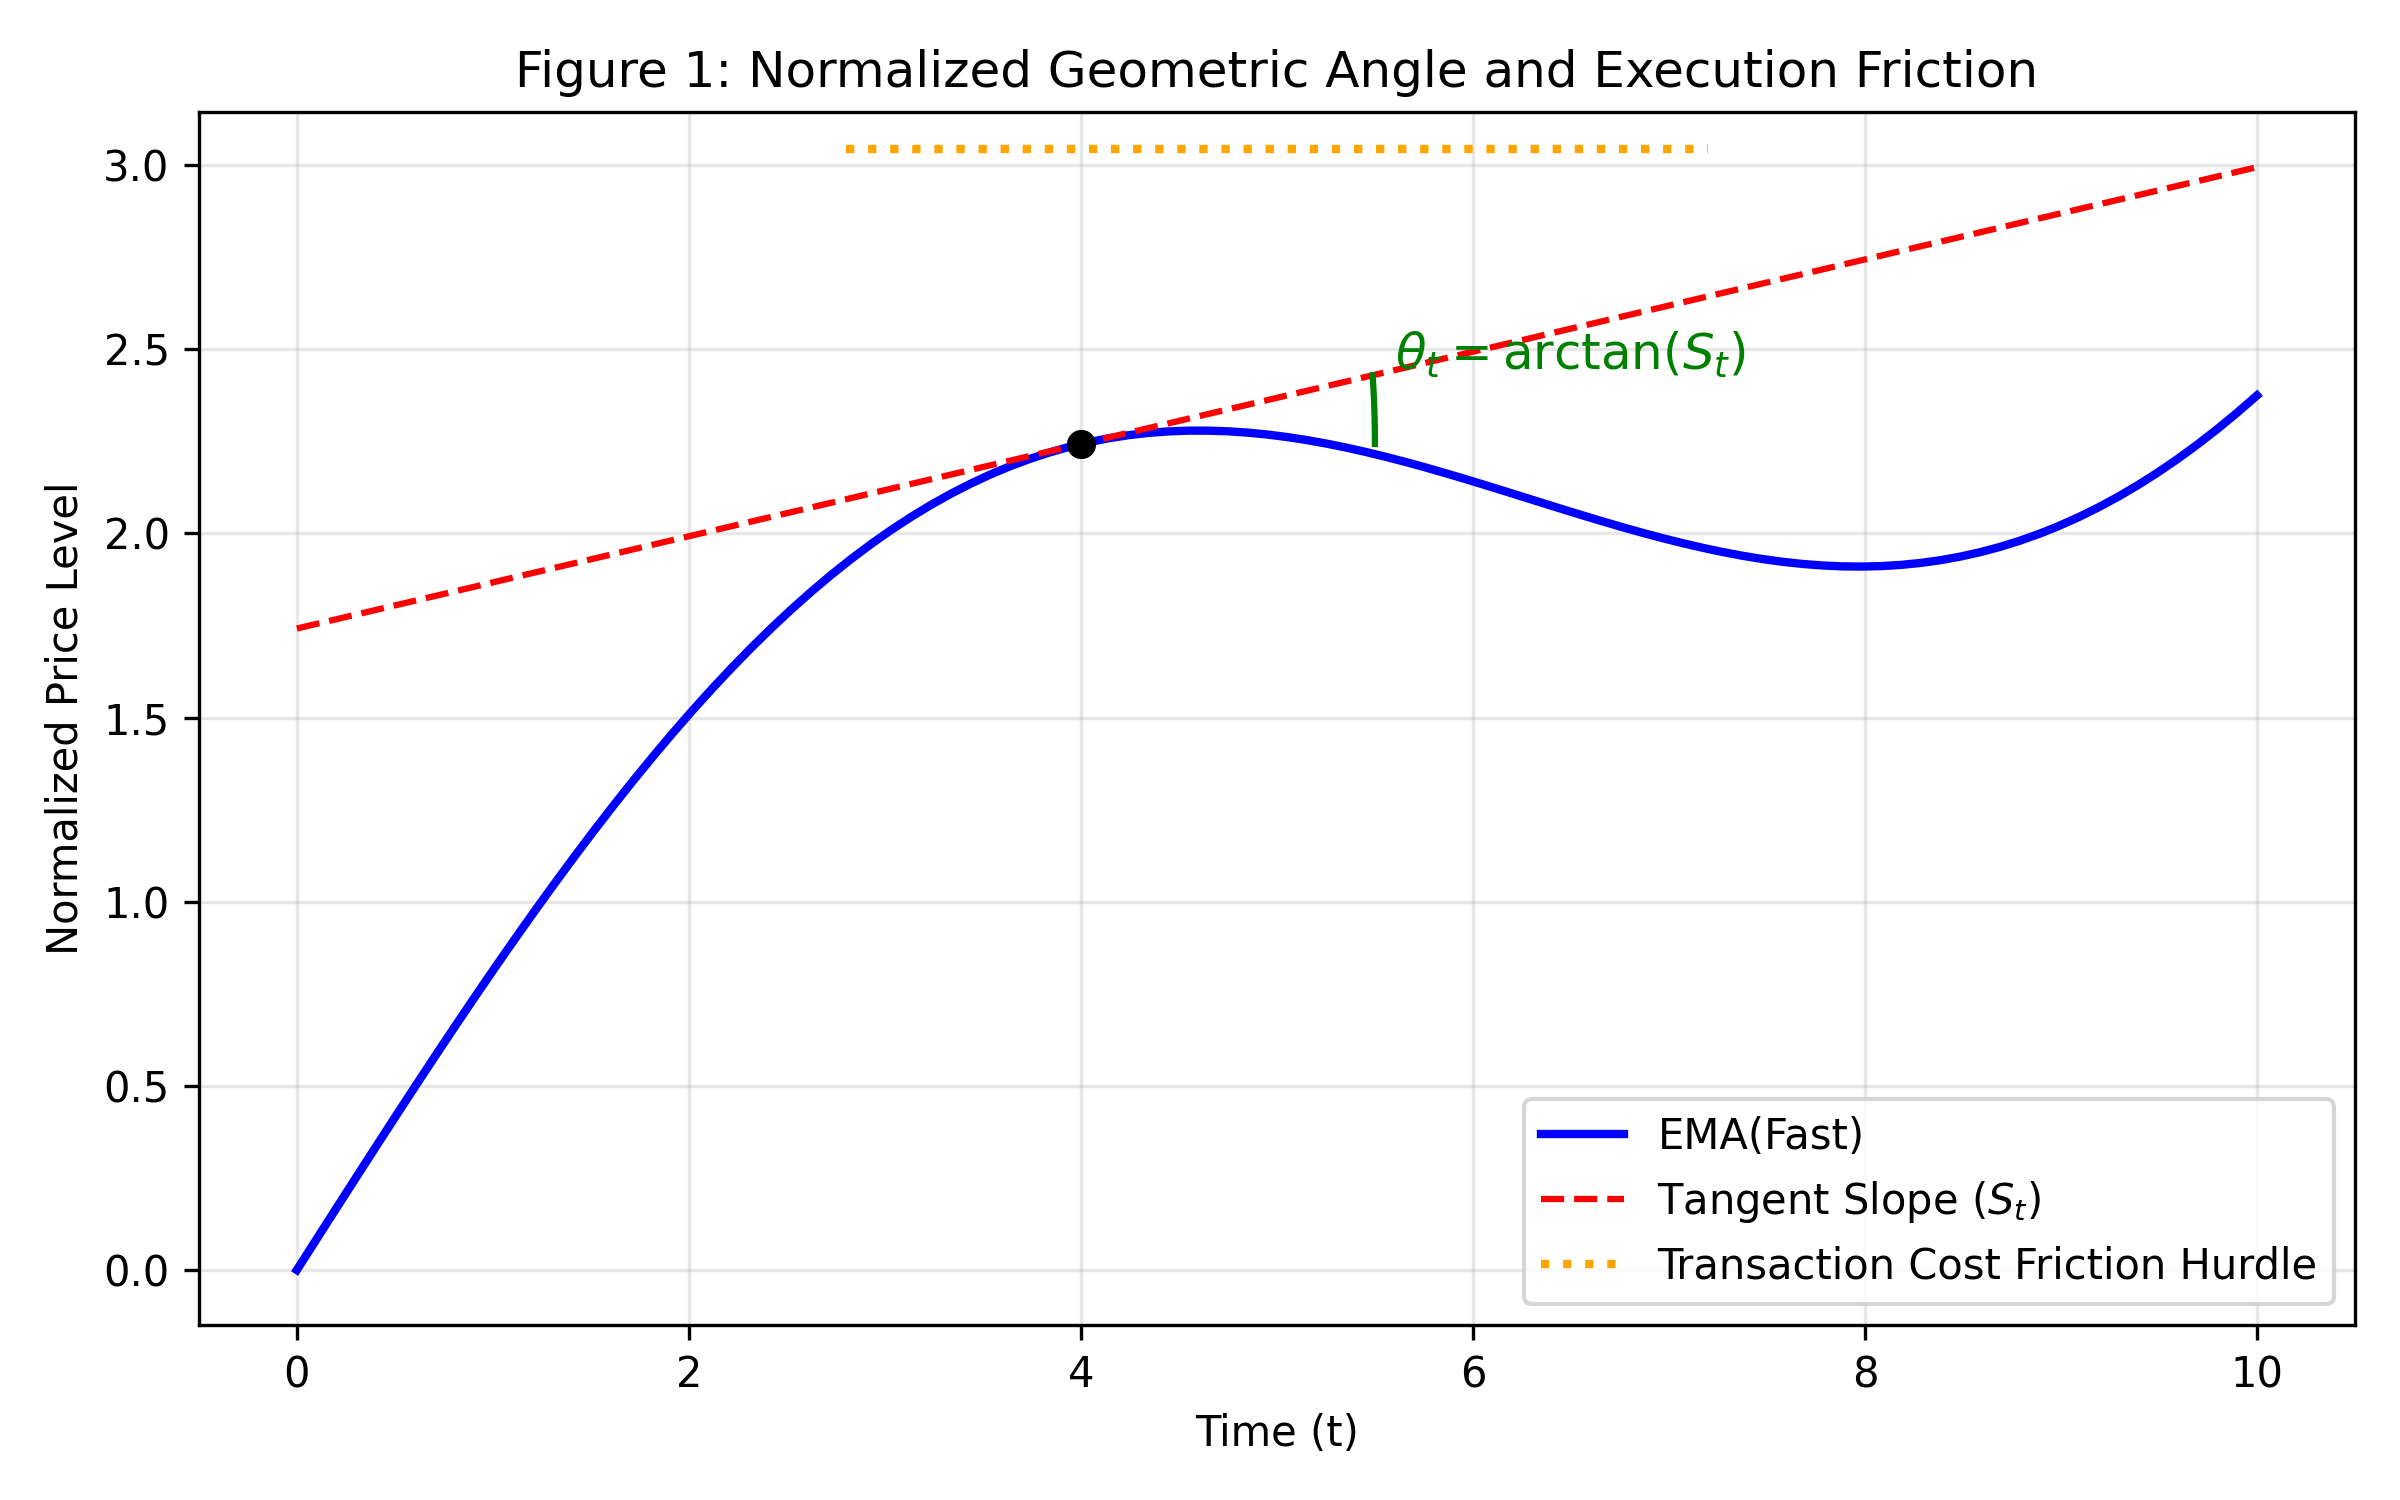 Figure 1: Normalized Geometric Angle and Execution Friction
Normalized Price Level
3.0
2.5
2.0
1.5
1.0
0.5
0.0
θt = arctan(St)
EMA(Fast)
Tangent Slope (St)
Transaction Cost Friction Hurdle
0 2 4 6 8 10
Time (t)